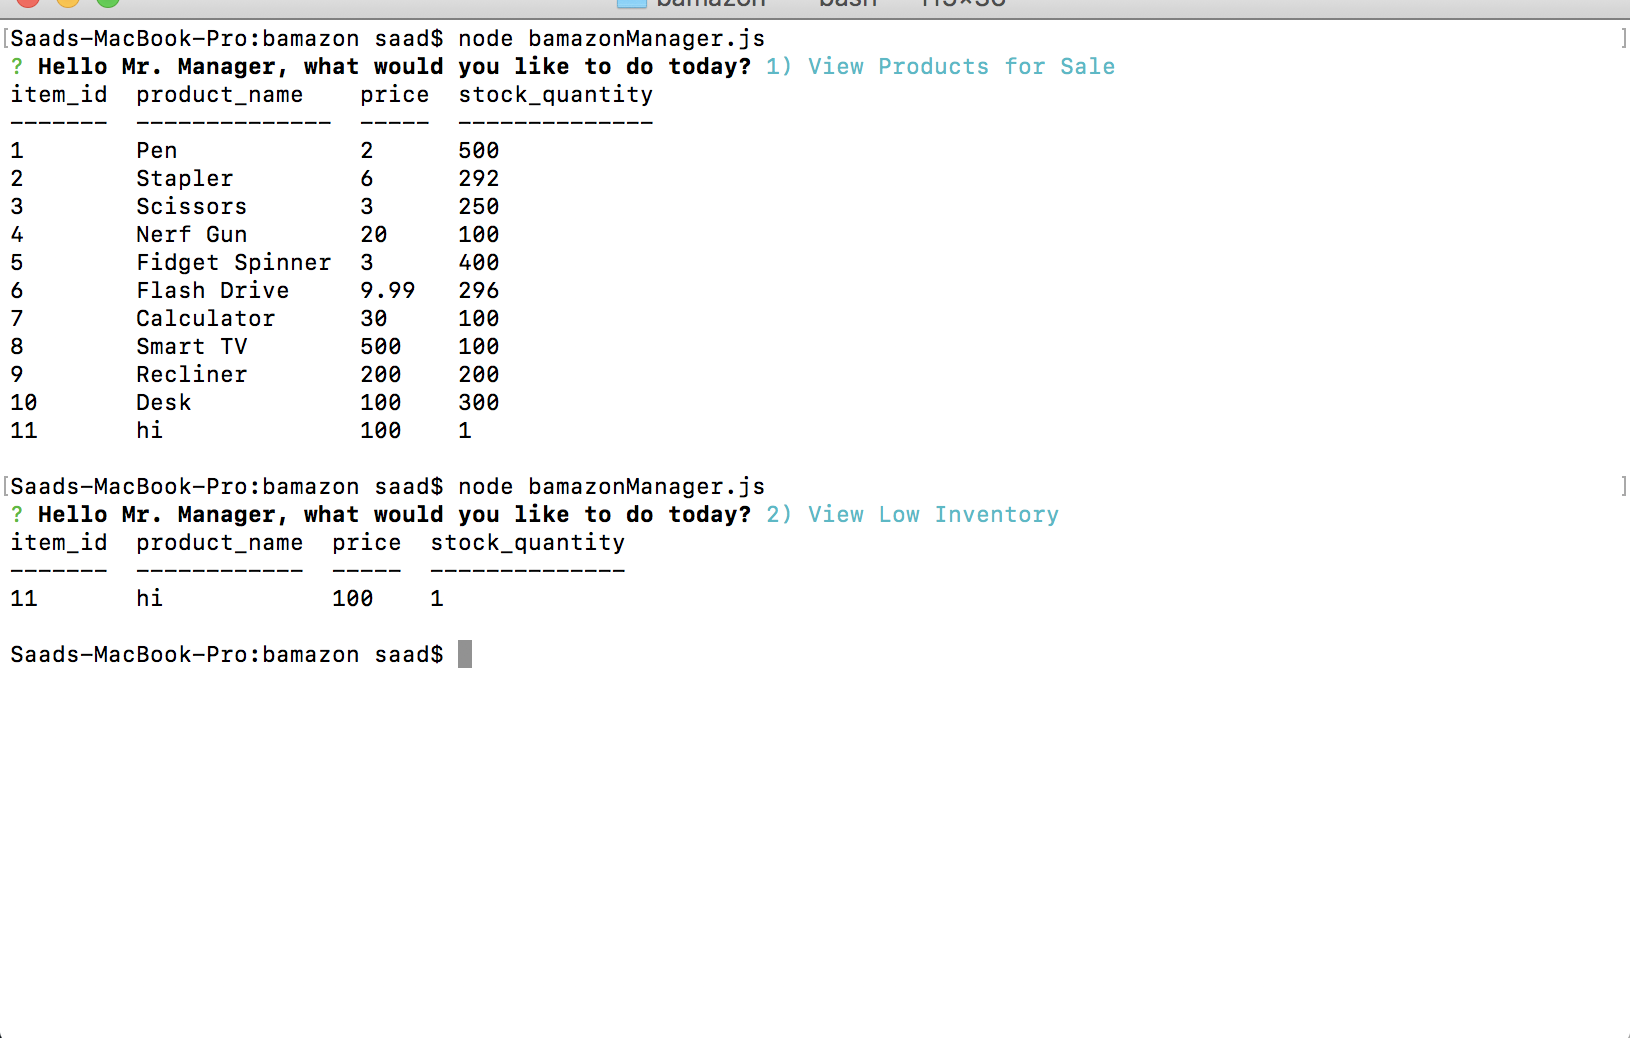 bamazon — bash — 113×36
Saads-MacBook-Pro:bamazon saad$ node bamazonManager.js
? Hello Mr. Manager, what would you like to do today? 1) View Products for Sale
item_id  product_name    price  stock_quantity
-------  --------------  -----  --------------
1        Pen             2      500
2        Stapler         6      292
3        Scissors        3      250
4        Nerf Gun        20     100
5        Fidget Spinner  3      400
6        Flash Drive     9.99   296
7        Calculator      30     100
8        Smart TV        500    100
9        Recliner        200    200
10       Desk            100    300
11       hi              100    1
Saads-MacBook-Pro:bamazon saad$ node bamazonManager.js
? Hello Mr. Manager, what would you like to do today? 2) View Low Inventory
item_id  product_name  price  stock_quantity
-------  ------------  -----  --------------
11       hi            100    1
Saads-MacBook-Pro:bamazon saad$